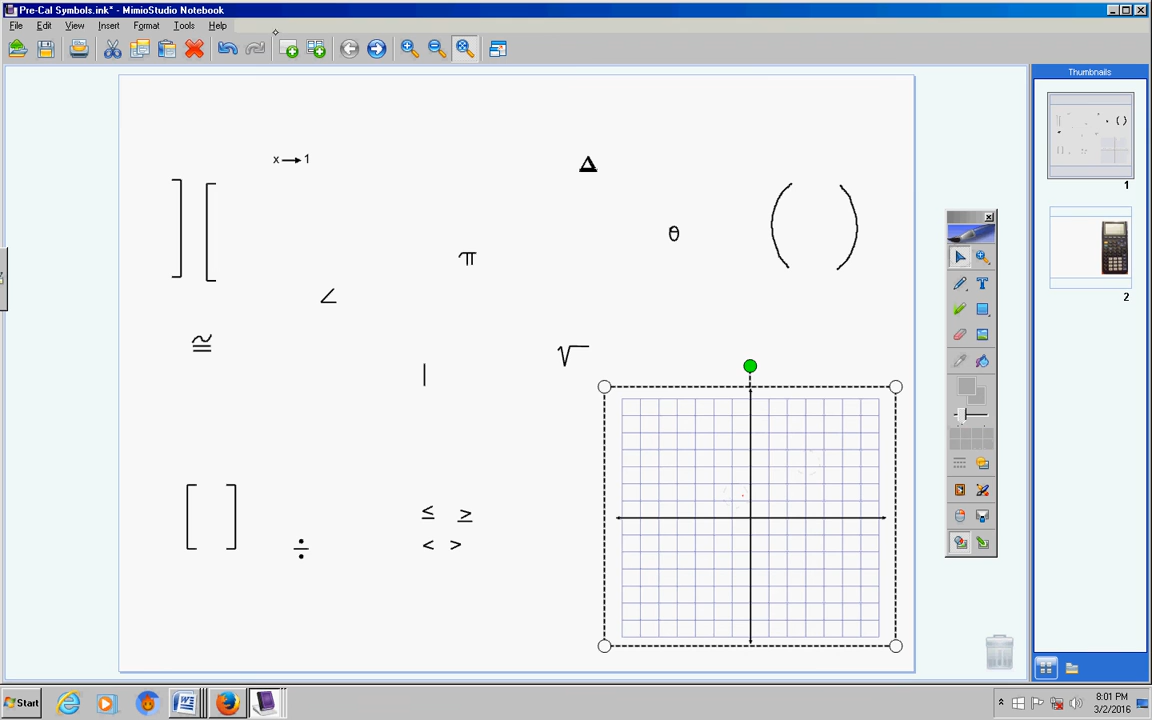 Pre-Cal Symbols.ink* - MimioStudio Notebook
File Edit View Insert Format Tools Help
Thumbnails
x → 1
Δ
] [
( )
θ
π
∠
≅
√
|
1
2
[ ]
÷
≤ ≥
< >
Start
8:01 PM
3/2/2016